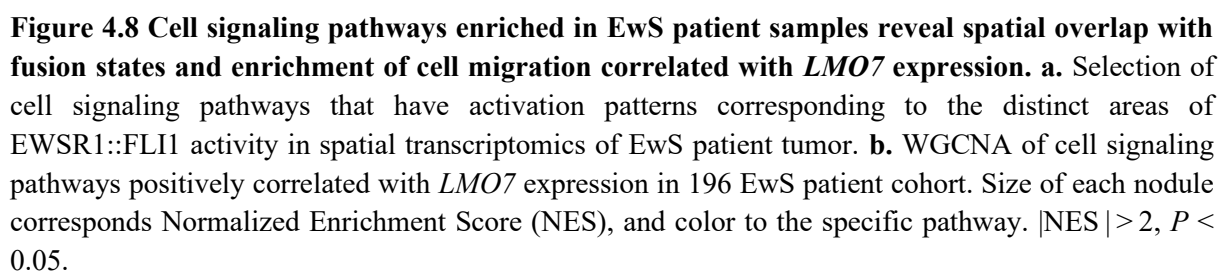 Figure 4.8 Cell signaling pathways enriched in EwS patient samples reveal spatial overlap with
fusion states and enrichment of cell migration correlated with LMO7 expression. a. Selection of
cell signaling pathways that have activation patterns corresponding to the distinct areas of
EWSR1::FLI1 activity in spatial transcriptomics of EwS patient tumor. b. WGCNA of cell signaling
pathways positively correlated with LMO7 expression in 196 EwS patient cohort. Size of each nodule
corresponds Normalized Enrichment Score (NES), and color to the specific pathway. |NES | > 2, P <
0.05.